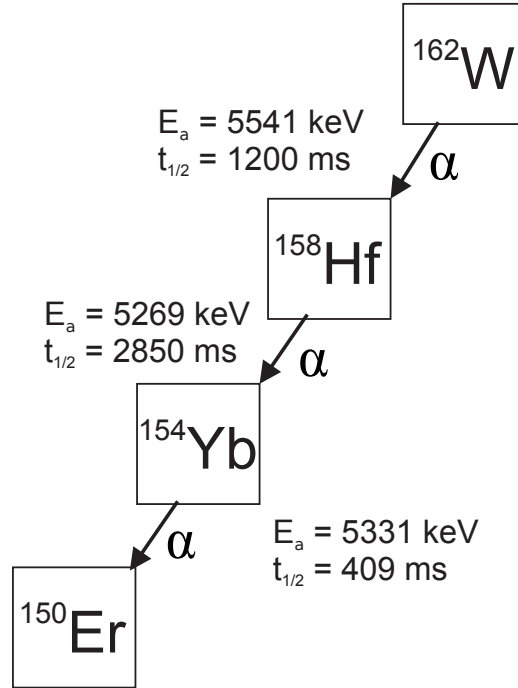 ¹⁶²W
Eₐ = 5541 keV
t₁/₂ = 1200 ms
α
¹⁵⁸Hf
Eₐ = 5269 keV
t₁/₂ = 2850 ms
α
¹⁵⁴Yb
α
Eₐ = 5331 keV
t₁/₂ = 409 ms
¹⁵⁰Er